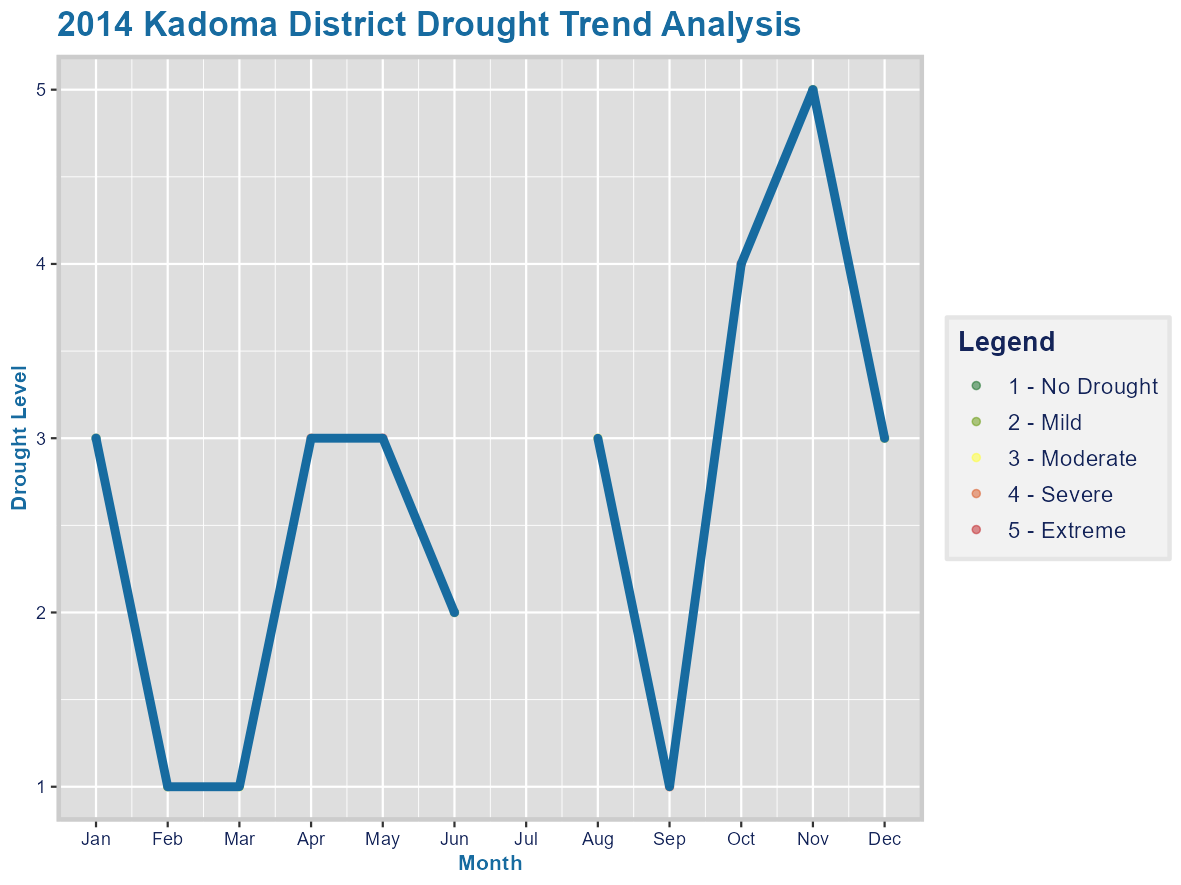 2014 Kadoma District Drought Trend Analysis
5
4
3
2
1
Drought Level
Jan Feb Mar Apr May Jun Jul Aug Sep Oct Nov Dec
Month
Legend
1 - No Drought
2 - Mild
3 - Moderate
4 - Severe
5 - Extreme